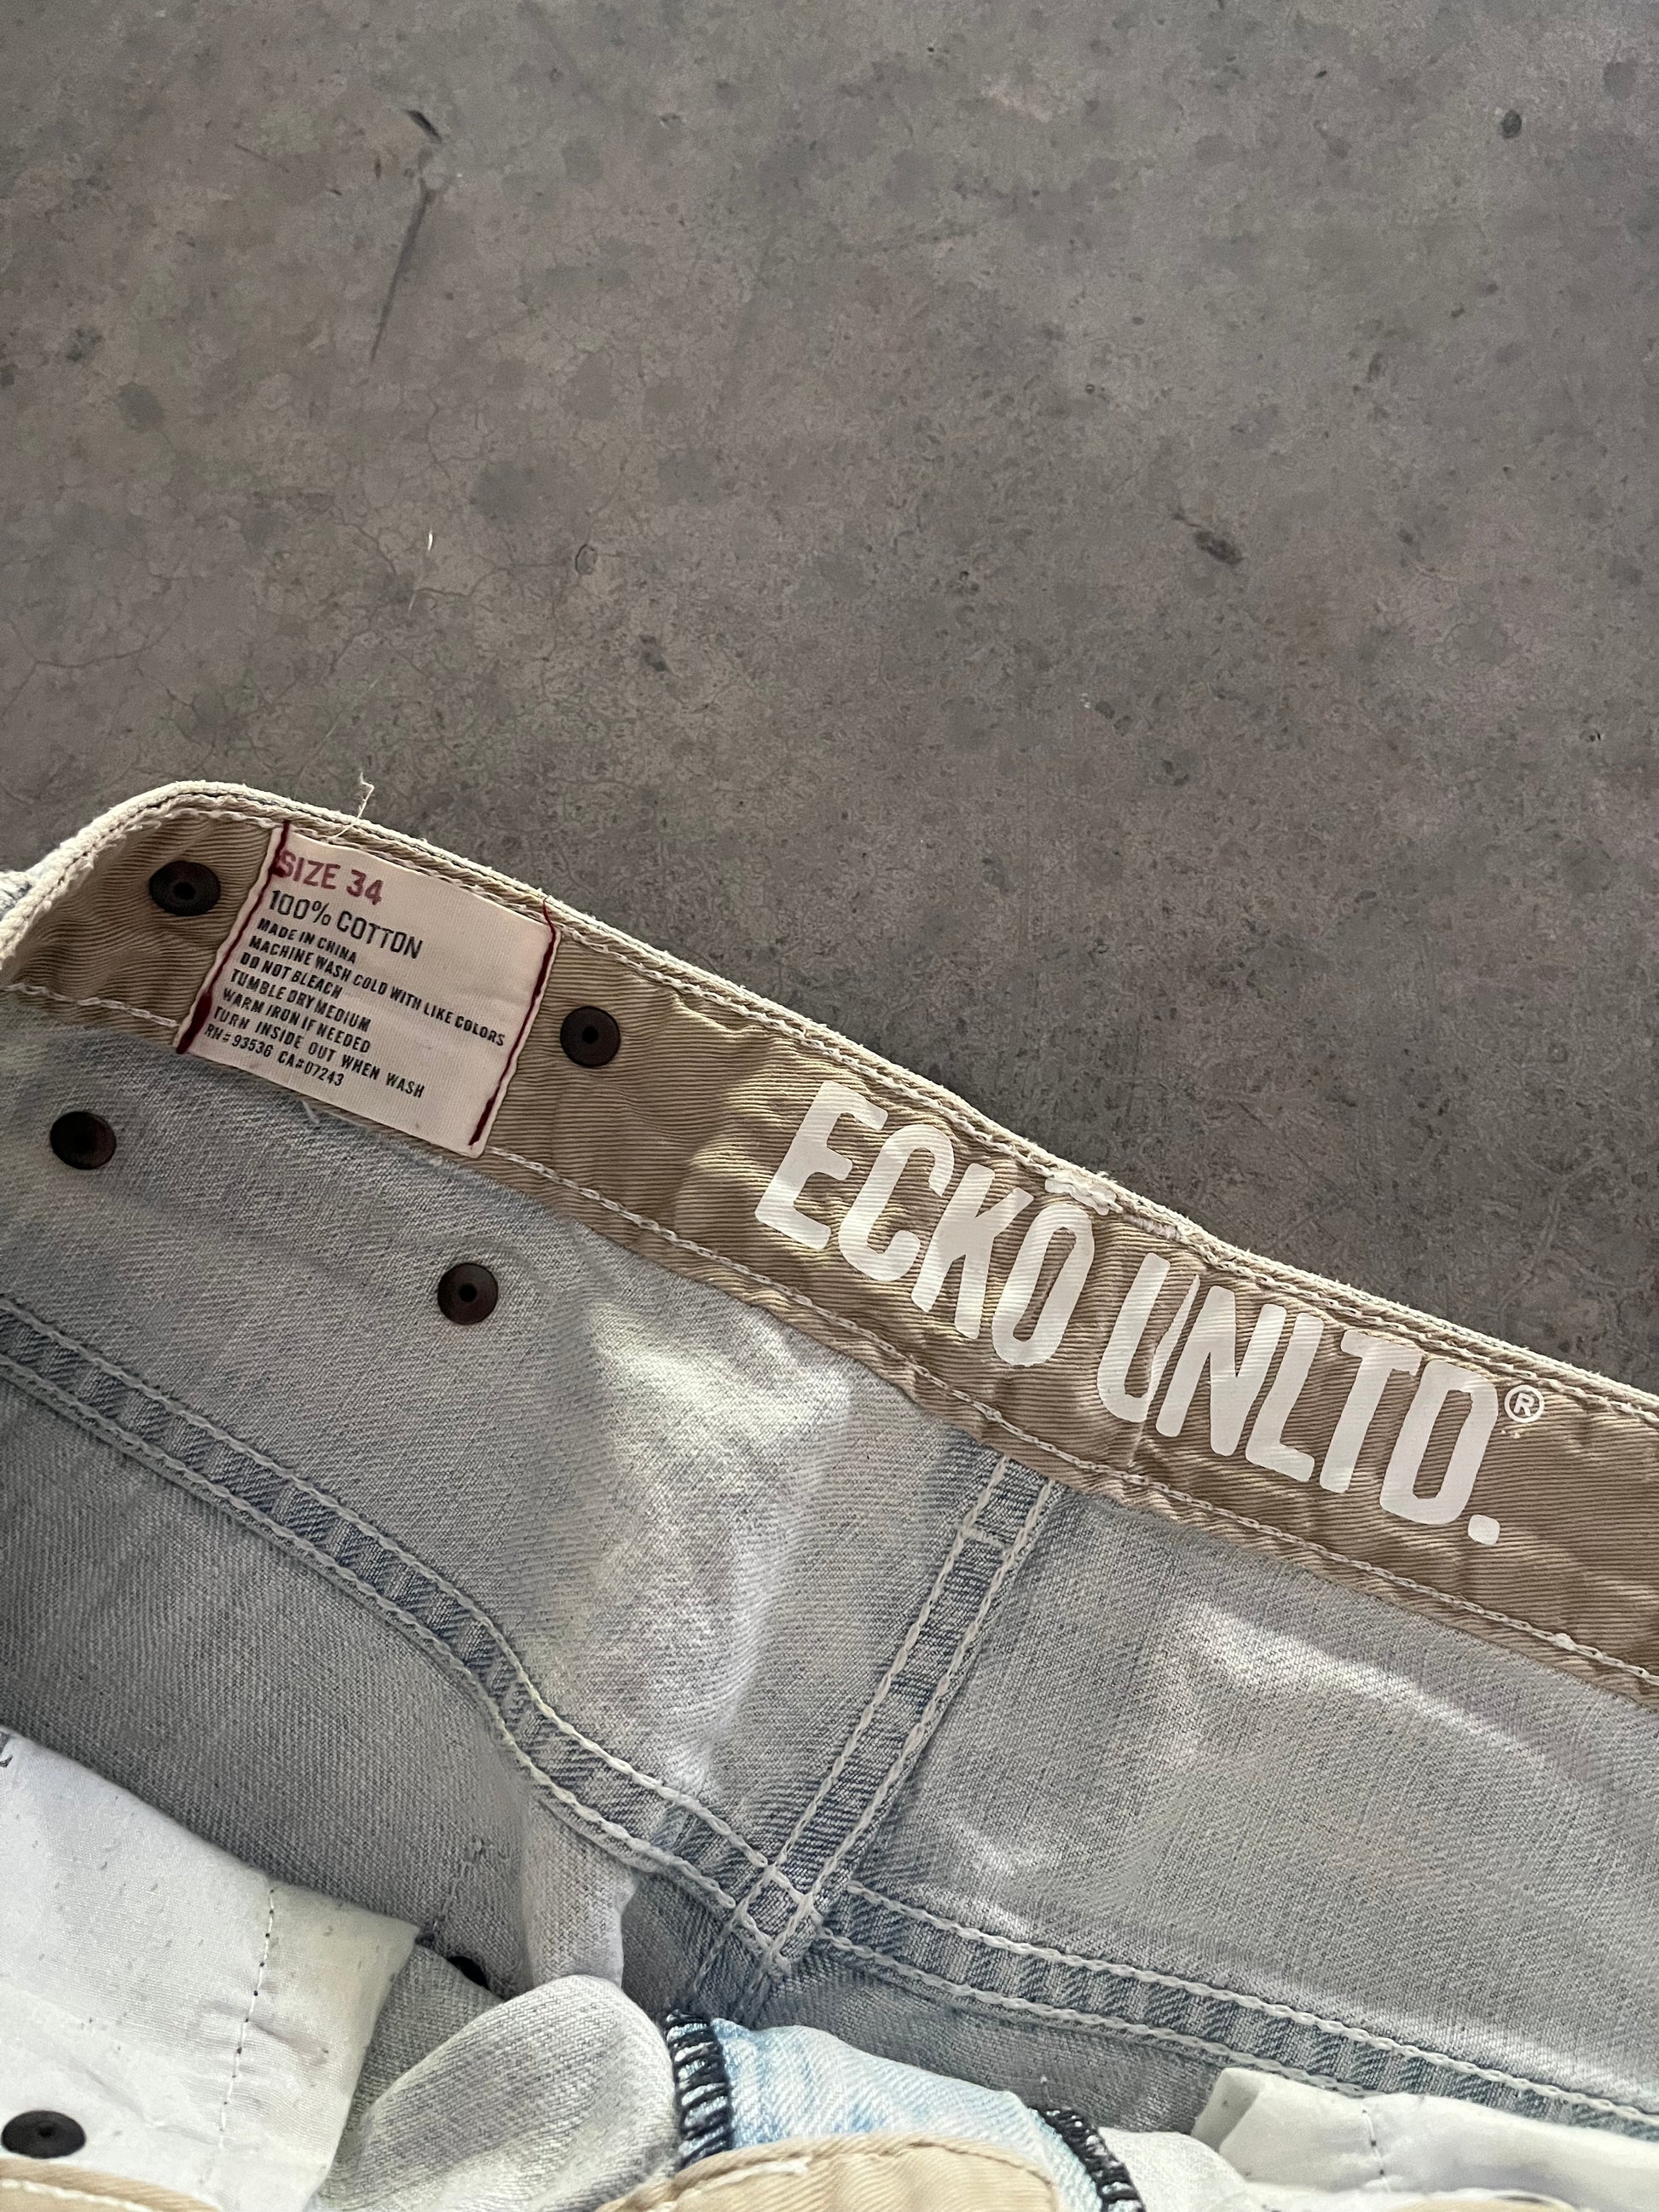 SIZE 34
100% COTTON
MADE IN CHINA
MACHINE WASH COLD WITH LIKE COLORS
DO NOT BLEACH
TUMBLE DRY MEDIUM
WARM IRON IF NEEDED
TURN INSIDE OUT WHEN WASH
RN# 93536 CA#07243
ECKO UNLTD.®